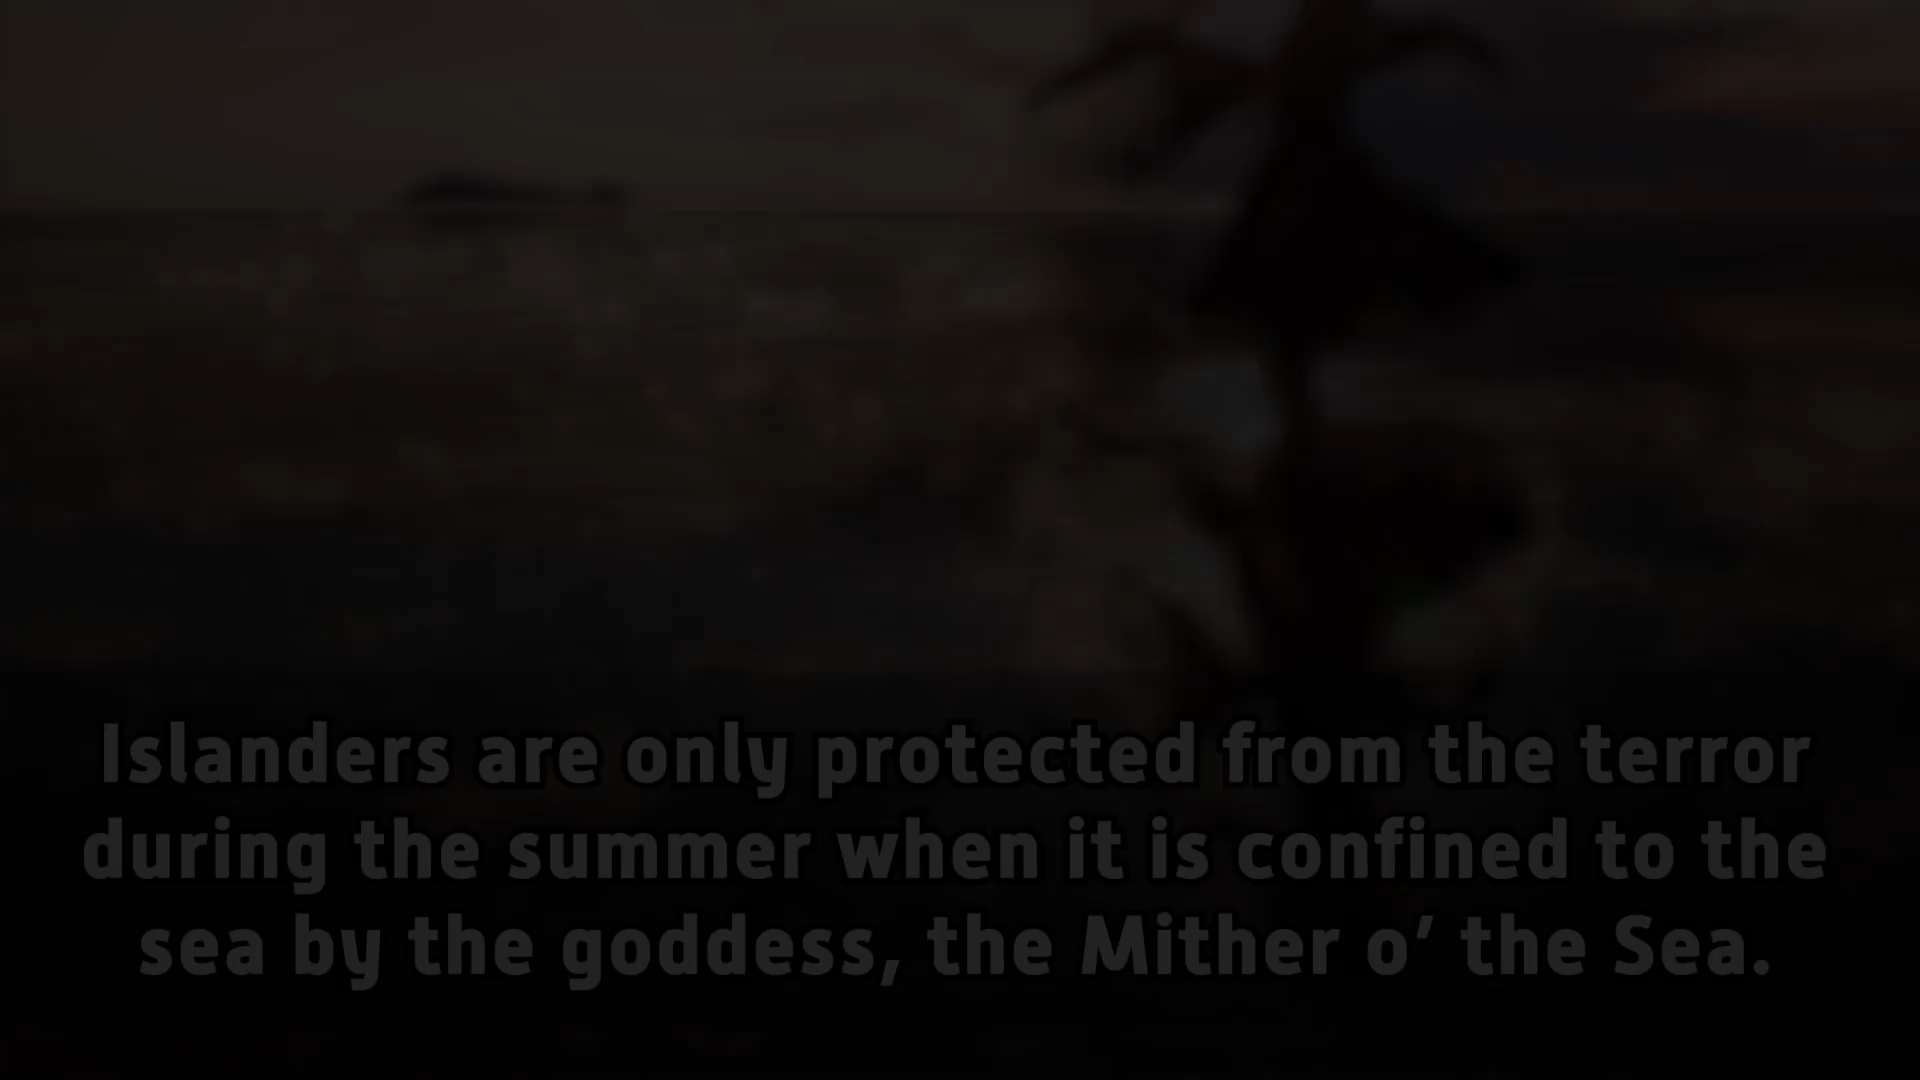 Islanders are only protected from the terror
during the summer when it is confined to the
sea by the goddess, the Mither o’ the Sea.